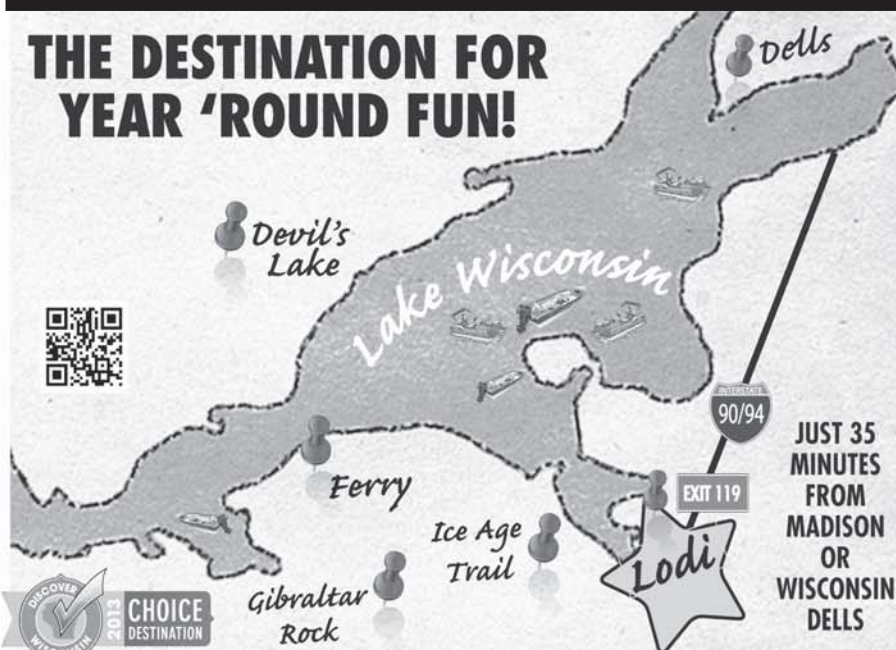 THE DESTINATION FOR
YEAR ‘ROUND FUN!
Dells
Devil's
Lake
Lake Wisconsin
INTERSTATE
90/94
JUST 35
MINUTES
FROM
MADISON
OR
WISCONSIN
DELLS
EXIT 119
Ferry
Ice Age
Trail
Lodi
Gibraltar
Rock
DISCOVER
WISCONSIN
2013
CHOICE
DESTINATION